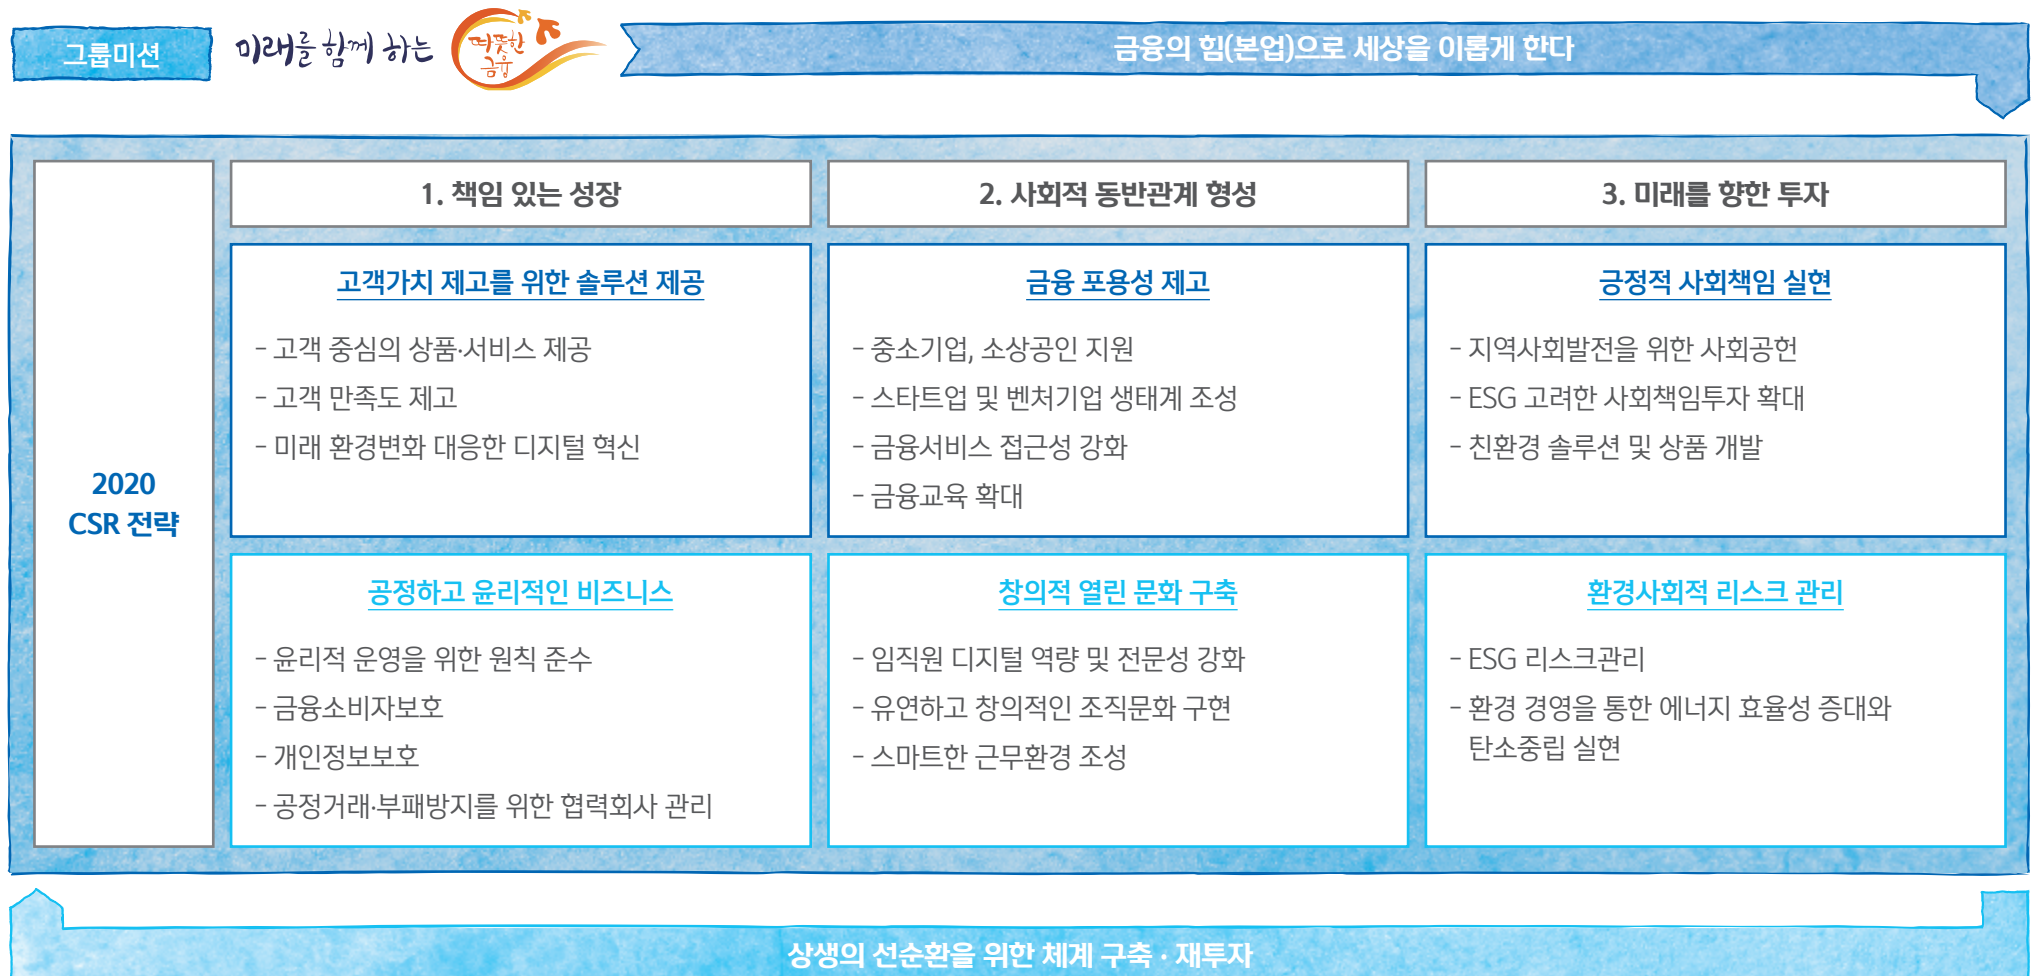 그룹미션
미래를 함께 하는
따뜻한
금융
금융의 힘(본업)으로 세상을 이롭게 한다
2020
CSR 전략
1. 책임 있는 성장
2. 사회적 동반관계 형성
3. 미래를 향한 투자
고객가치 제고를 위한 솔루션 제공
- 고객 중심의 상품·서비스 제공
- 고객 만족도 제고
- 미래 환경변화 대응한 디지털 혁신
금융 포용성 제고
- 중소기업, 소상공인 지원
- 스타트업 및 벤처기업 생태계 조성
- 금융서비스 접근성 강화
- 금융교육 확대
긍정적 사회책임 실현
- 지역사회발전을 위한 사회공헌
- ESG 고려한 사회책임투자 확대
- 친환경 솔루션 및 상품 개발
공정하고 윤리적인 비즈니스
- 윤리적 운영을 위한 원칙 준수
- 금융소비자보호
- 개인정보보호
- 공정거래·부패방지를 위한 협력회사 관리
창의적 열린 문화 구축
- 임직원 디지털 역량 및 전문성 강화
- 유연하고 창의적인 조직문화 구현
- 스마트한 근무환경 조성
환경사회적 리스크 관리
- ESG 리스크관리
- 환경 경영을 통한 에너지 효율성 증대와
탄소중립 실현
상생의 선순환을 위한 체계 구축 · 재투자